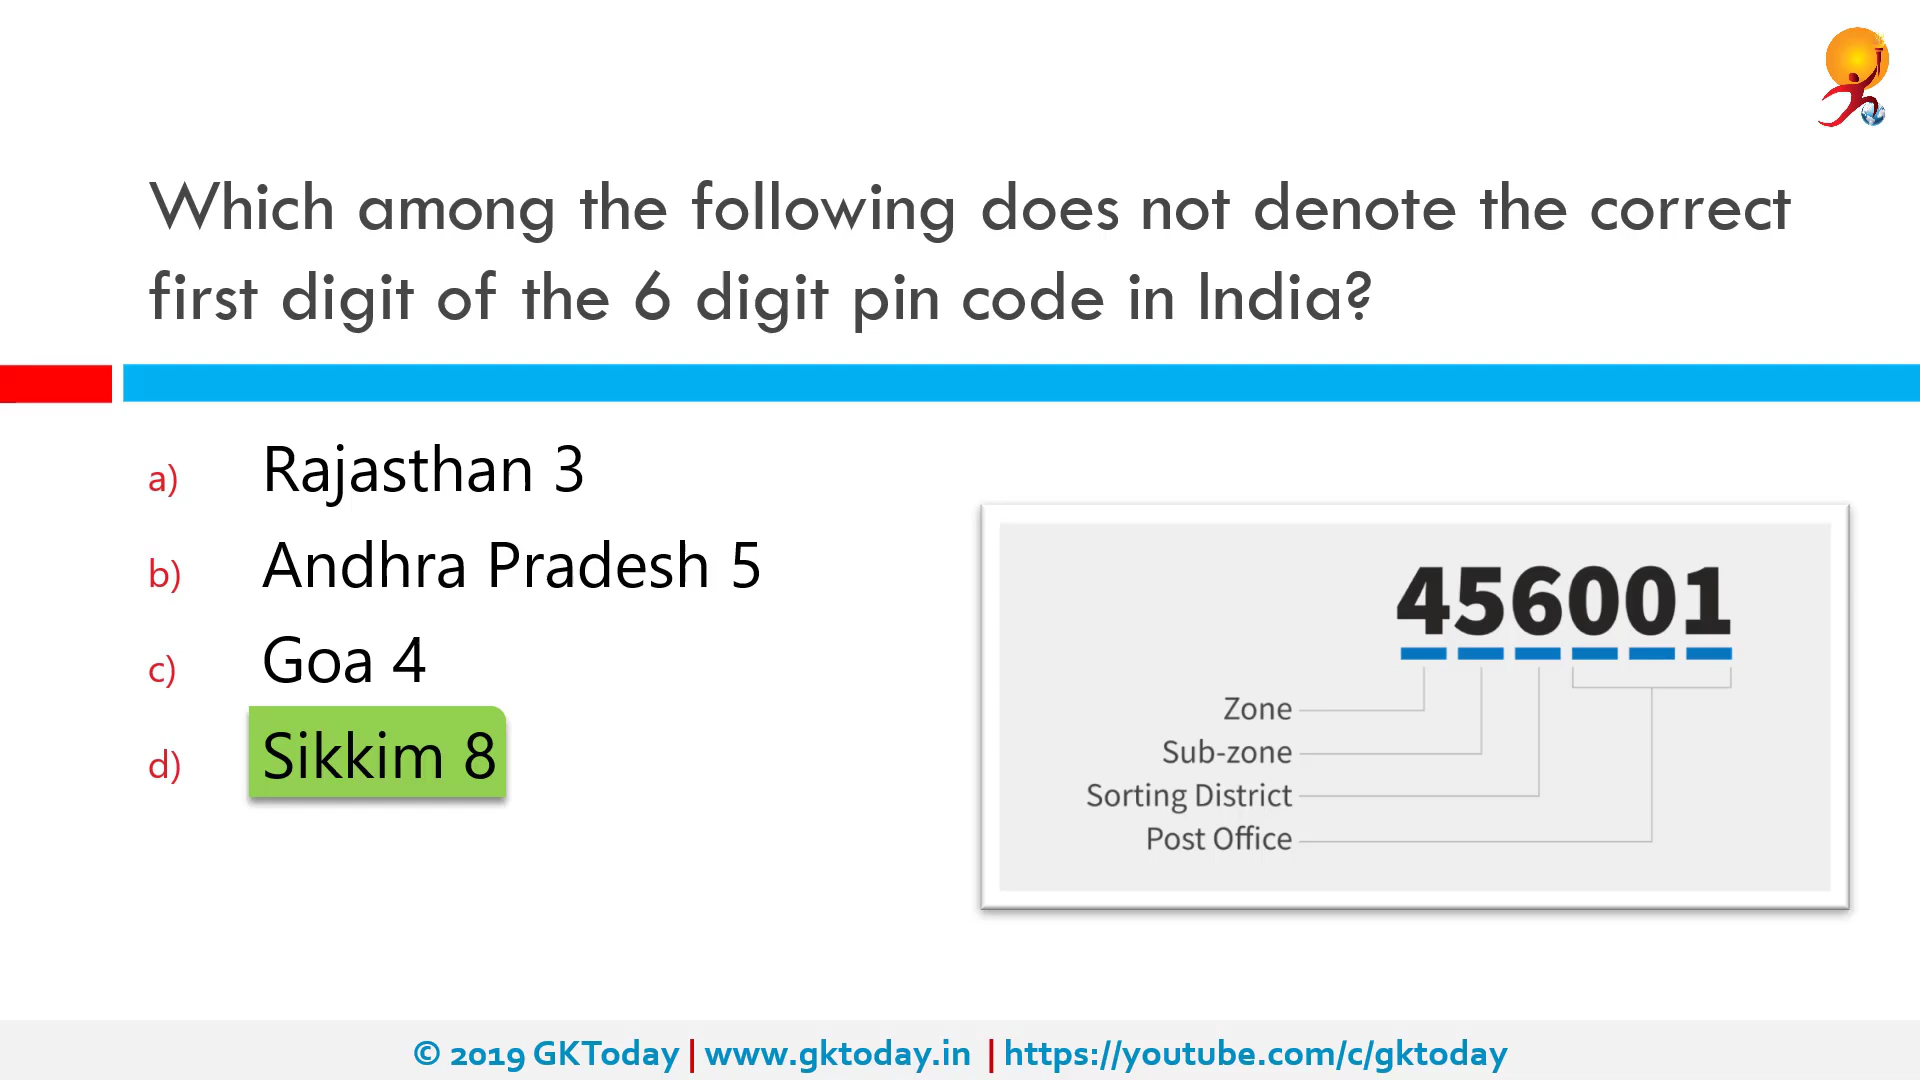 Which among the following does not denote the correct
first digit of the 6 digit pin code in India?
a) Rajasthan 3
b) Andhra Pradesh 5
c) Goa 4
d) Sikkim 8
456001
Zone
Sub-zone
Sorting District
Post Office
© 2019 GKToday | www.gktoday.in | https://youtube.com/c/gktoday